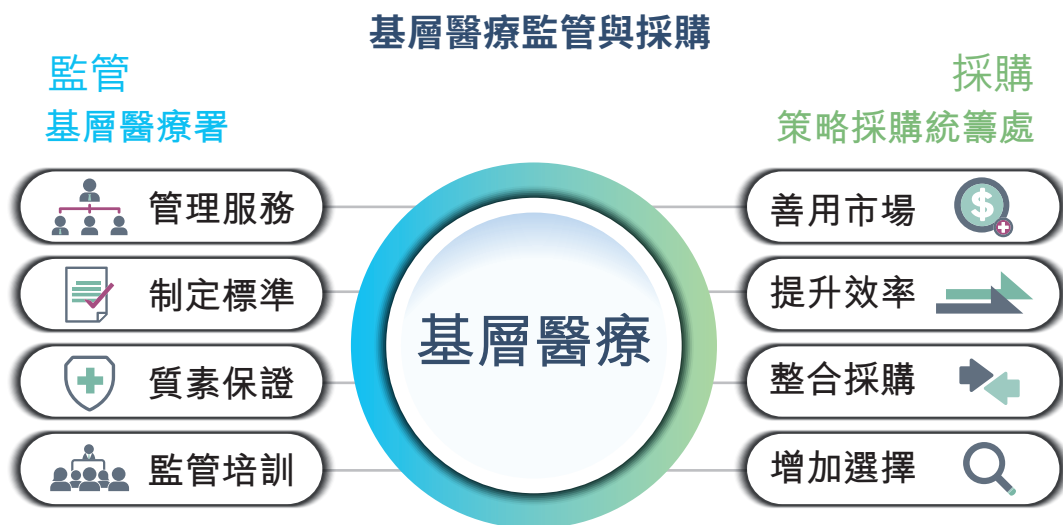 基層醫療監管與採購
監管
基層醫療署
管理服務
制定標準
質素保證
監管培訓
基層醫療
採購
策略採購統籌處
善用市場
$
提升效率
整合採購
增加選擇